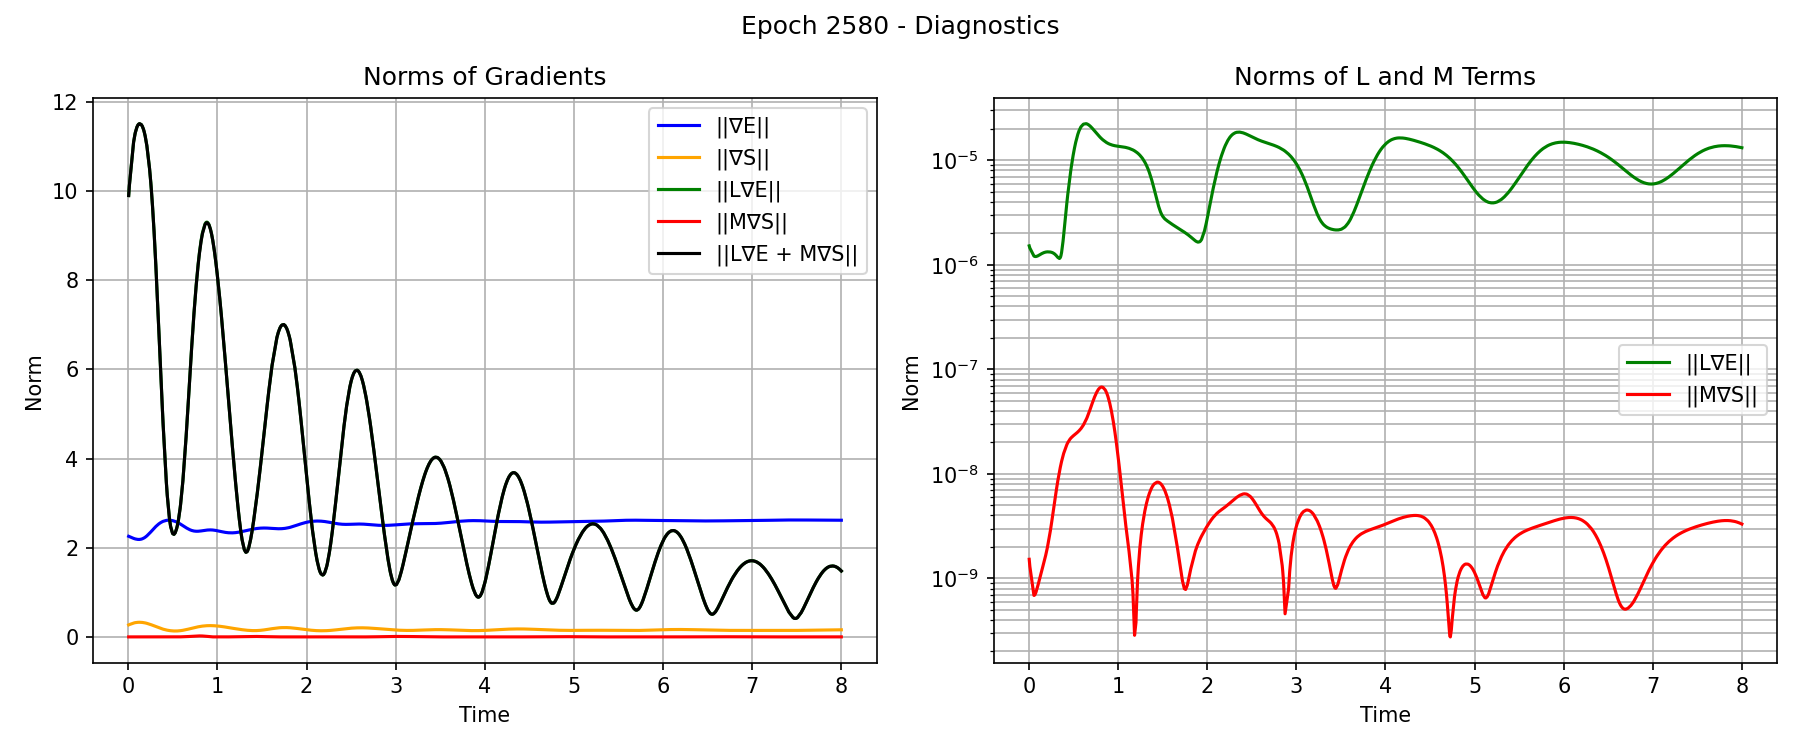 Epoch 2580 - Diagnostics
Norms of Gradients
12
10
8
6
4
2
0
Norm
0 1 2 3 4 5 6 7 8
Time
||∇E||
||∇S||
||L∇E||
||M∇S||
||L∇E + M∇S||
Norms of L and M Terms
10⁻⁵
10⁻⁶
10⁻⁷
10⁻⁸
10⁻⁹
Norm
0 1 2 3 4 5 6 7 8
Time
||L∇E||
||M∇S||